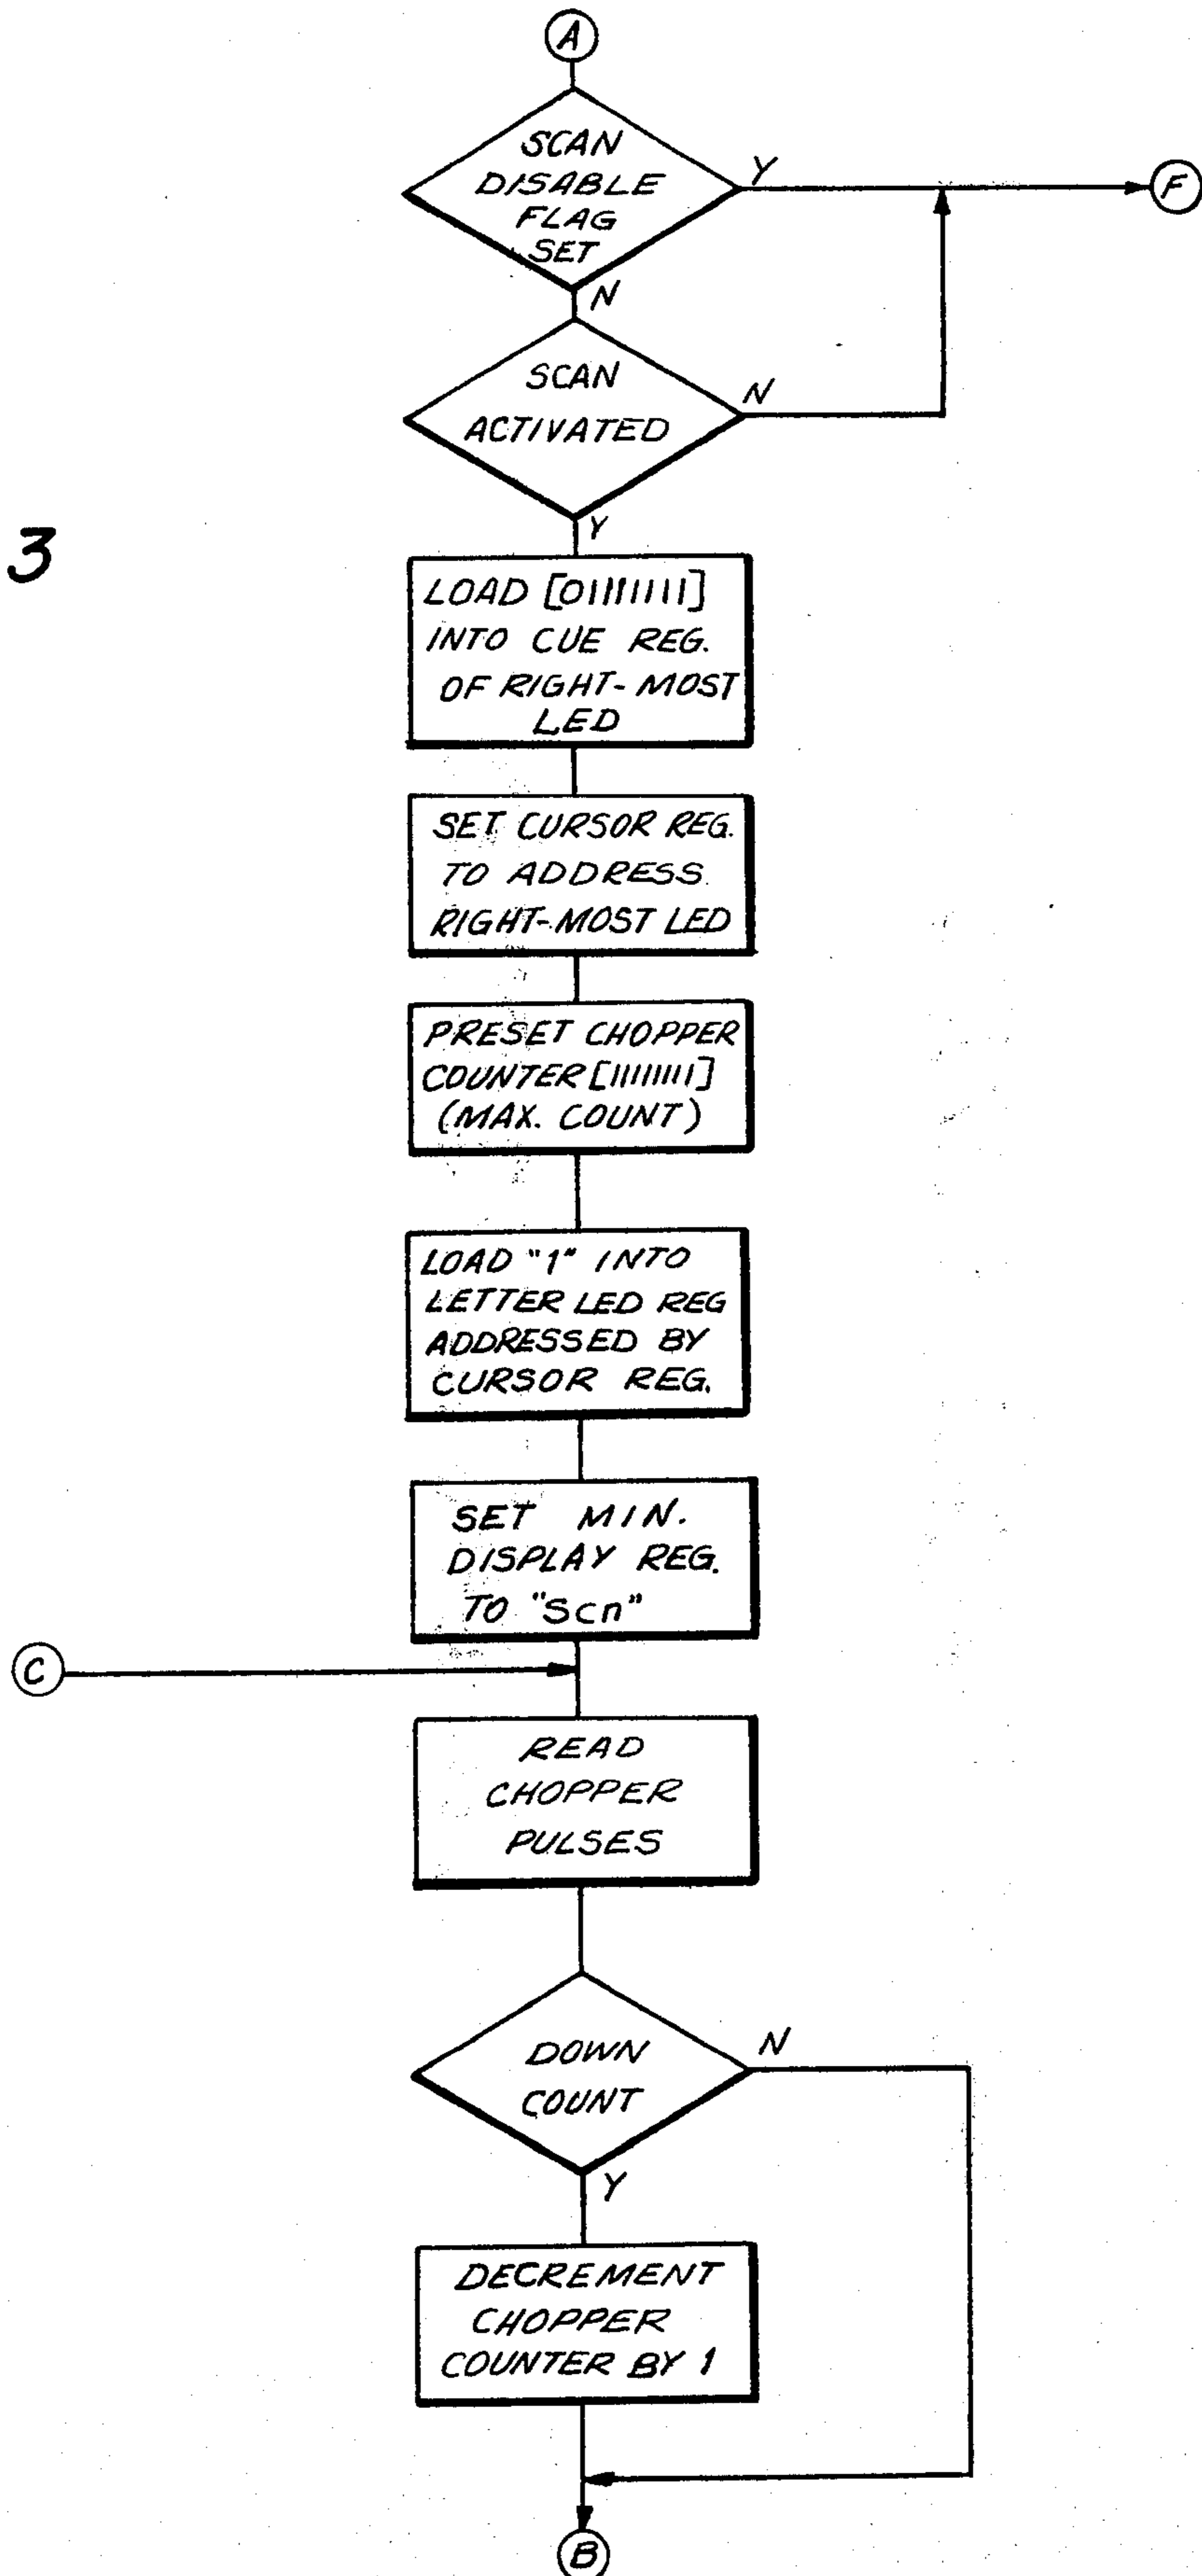 A
SCAN
DISABLE
FLAG
SET
Y
F
N
SCAN
ACTIVATED
N
Y
3
LOAD [01111111]
INTO CUE REG.
OF RIGHT-MOST
LED
SET CURSOR REG.
TO ADDRESS
RIGHT-MOST LED
PRESET CHOPPER
COUNTER [11111111]
(MAX. COUNT)
LOAD "1" INTO
LETTER LED REG
ADDRESSED BY
CURSOR REG.
SET MIN.
DISPLAY REG.
TO "Scn"
C
READ
CHOPPER
PULSES
DOWN
COUNT
N
Y
DECREMENT
CHOPPER
COUNTER BY 1
B